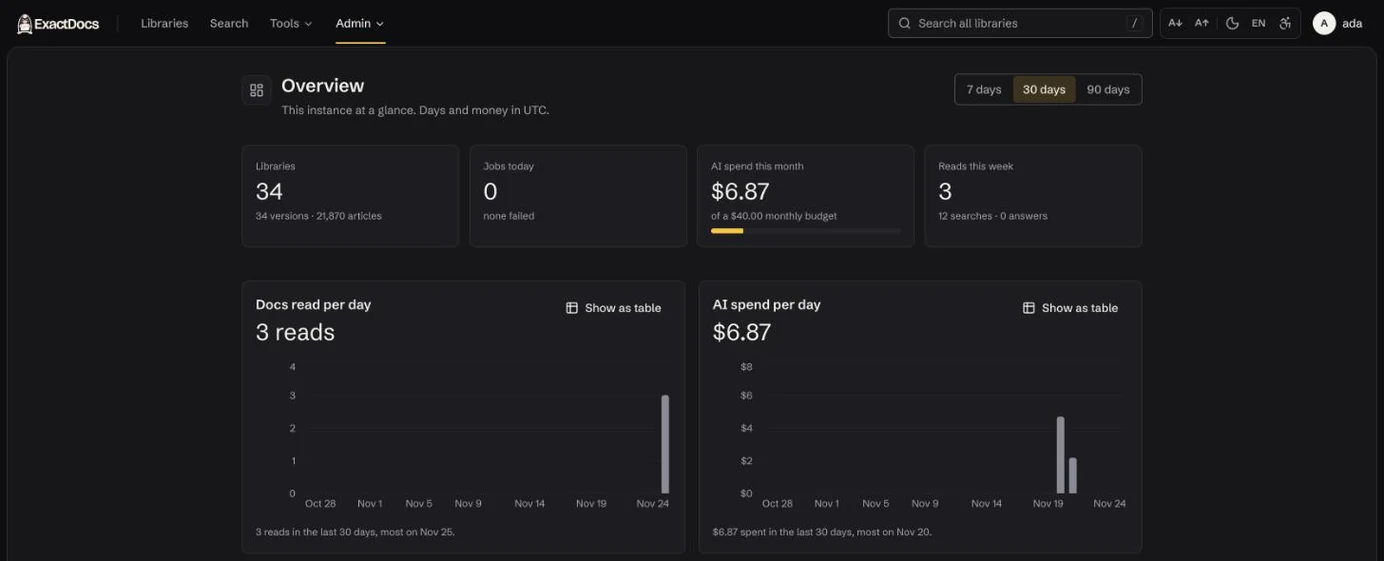 ExactDocs
Libraries Search Tools Admin
Search all libraries /
A↓ A↑ EN
A ada
Overview
This instance at a glance. Days and money in UTC.
7 days 30 days 90 days
Libraries
34
34 versions · 21,870 articles
Jobs today
0
none failed
AI spend this month
$6.87
of a $40.00 monthly budget
Reads this week
3
12 searches · 0 answers
Docs read per day
Show as table
3 reads
4
3
2
1
0
Oct 28 Nov 1 Nov 5 Nov 9 Nov 14 Nov 19 Nov 24
3 reads in the last 30 days, most on Nov 25.
AI spend per day
Show as table
$6.87
$8
$6
$4
$2
$0
Oct 28 Nov 1 Nov 5 Nov 9 Nov 14 Nov 19 Nov 24
$6.87 spent in the last 30 days, most on Nov 20.